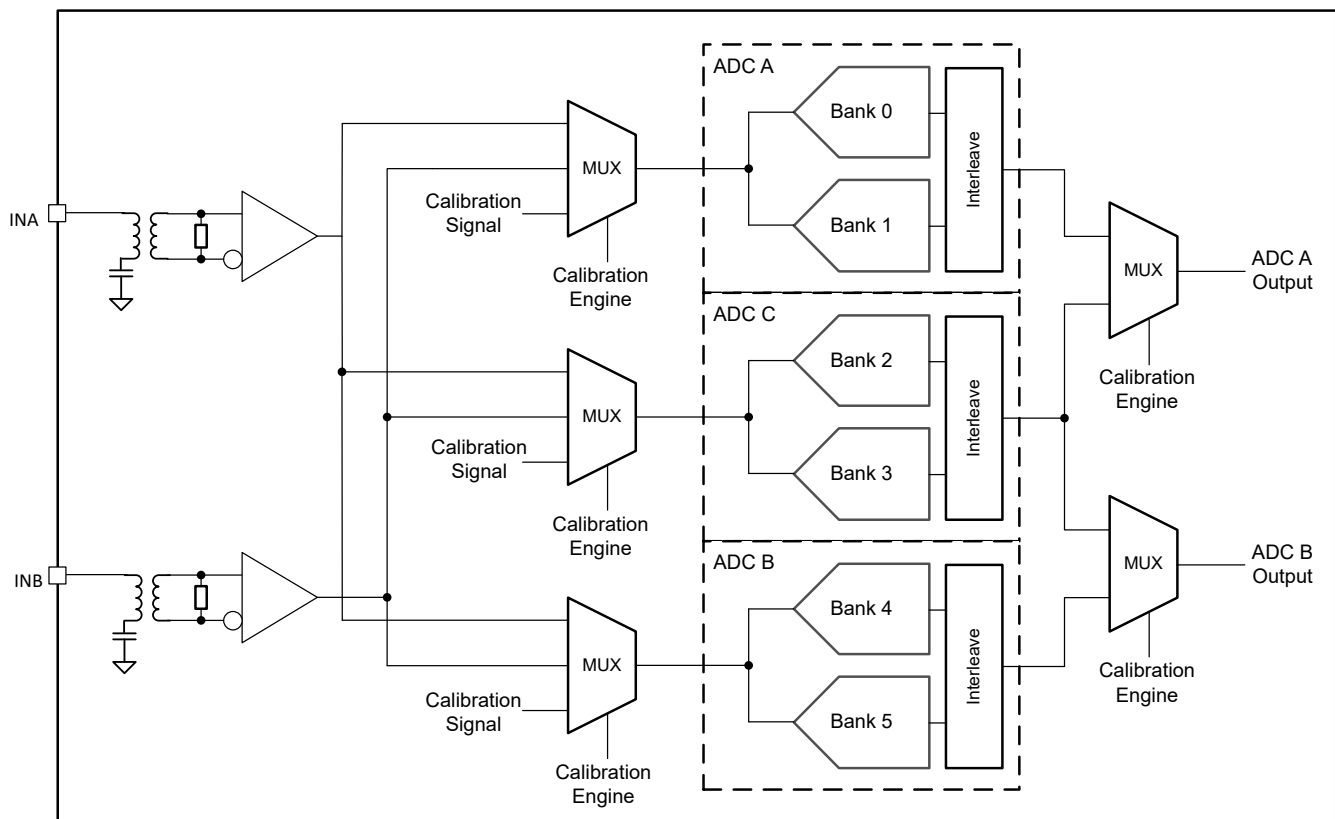 ADC A
Bank 0
Bank 1
Interleave
MUX
Calibration
Signal
Calibration
Engine
INA
MUX
ADC A
Output
Calibration
Engine
ADC C
Bank 2
Bank 3
Interleave
MUX
Calibration
Signal
Calibration
Engine
INB
ADC B
Bank 4
Bank 5
Interleave
MUX
Calibration
Signal
Calibration
Engine
MUX
ADC B
Output
Calibration
Engine